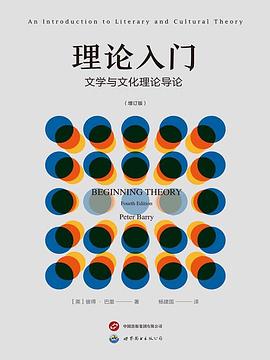 An Introduction to Literary and Cultural Theory
理论入门
文学与文化理论导论
（增订版）
BEGINNING THEORY
Fourth Edition
Peter Barry
［英］彼得·巴里 —— 著 杨建国 —— 译
中国出版集团有限公司
世界图书出版公司